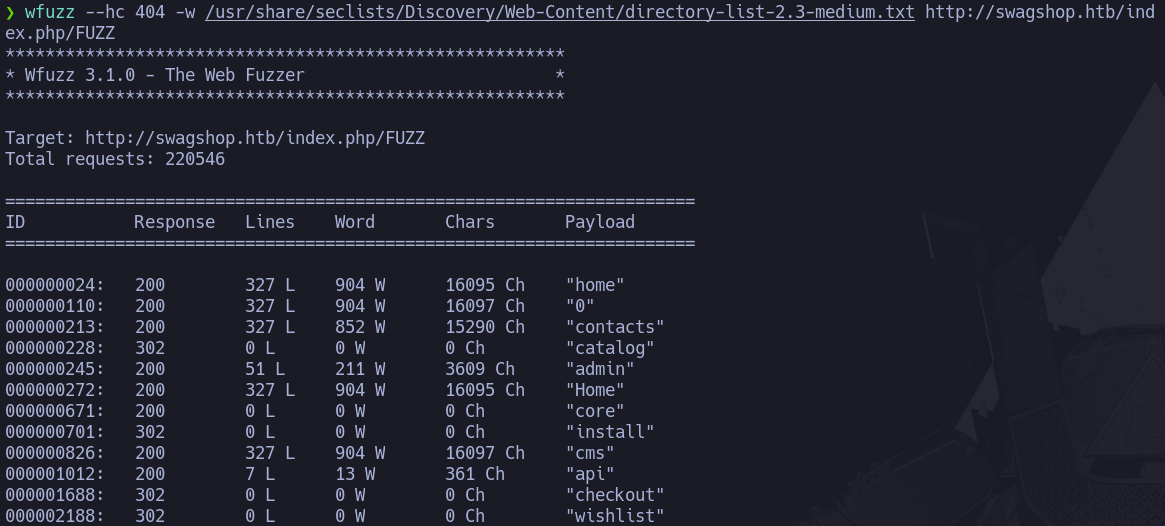 ❯ wfuzz --hc 404 -w /usr/share/seclists/Discovery/Web-Content/directory-list-2.3-medium.txt http://swagshop.htb/ind
ex.php/FUZZ
********************************************************
* Wfuzz 3.1.0 - The Web Fuzzer                         *
********************************************************

Target: http://swagshop.htb/index.php/FUZZ
Total requests: 220546

=====================================================================
ID           Response   Lines    Word       Chars       Payload
=====================================================================

000000024:   200        327 L    904 W      16095 Ch    "home"
000000110:   200        327 L    904 W      16097 Ch    "0"
000000213:   200        327 L    852 W      15290 Ch    "contacts"
000000228:   302        0 L      0 W        0 Ch        "catalog"
000000245:   200        51 L     211 W      3609 Ch     "admin"
000000272:   200        327 L    904 W      16095 Ch    "Home"
000000671:   200        0 L      0 W        0 Ch        "core"
000000701:   302        0 L      0 W        0 Ch        "install"
000000826:   200        327 L    904 W      16097 Ch    "cms"
000001012:   200        7 L      13 W       361 Ch      "api"
000001688:   302        0 L      0 W        0 Ch        "checkout"
000002188:   302        0 L      0 W        0 Ch        "wishlist"